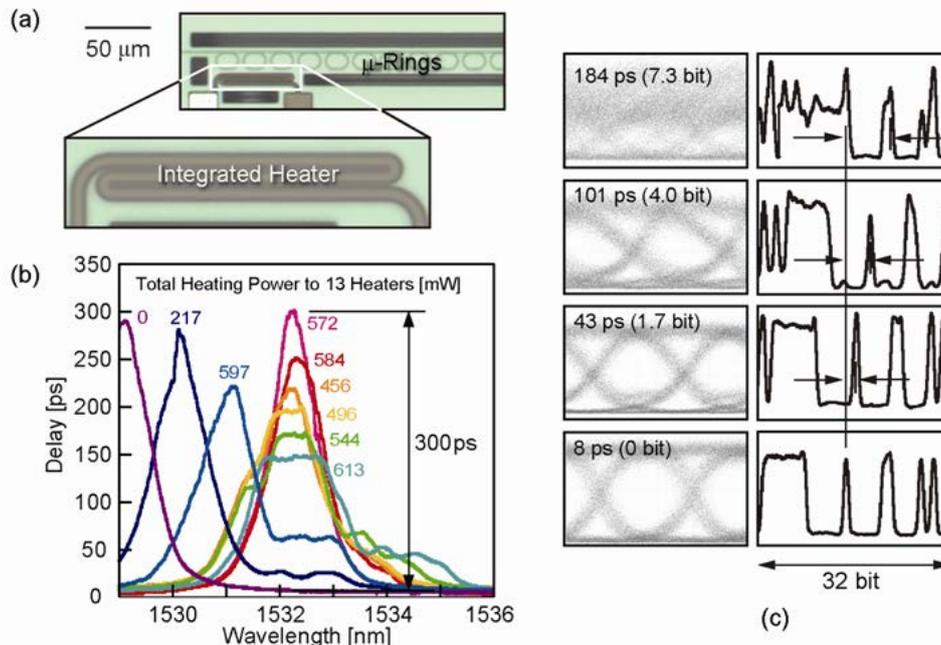 (a)
50 μm
μ-Rings
Integrated Heater
(b)
Total Heating Power to 13 Heaters [mW]
350
300
250
200
150
100
50
0
Delay [ps]
0
217
597
572
584
456
496
544
613
300 ps
1530
1532
1534
1536
Wavelength [nm]
184 ps (7.3 bit)
101 ps (4.0 bit)
43 ps (1.7 bit)
8 ps (0 bit)
32 bit
(c)